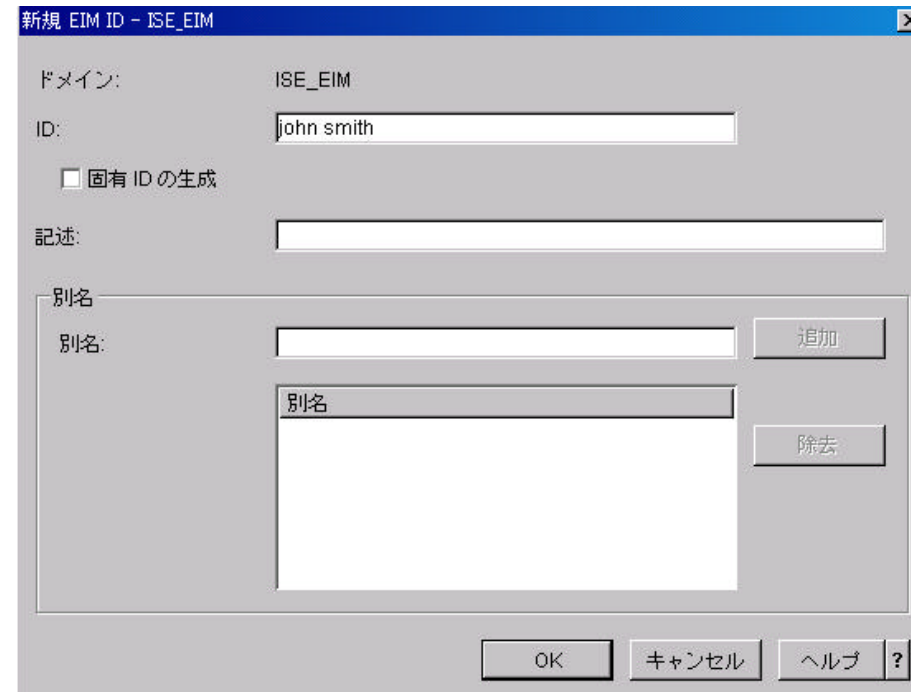 新規 EIM ID - ISE_EIM
ドメイン: ISE_EIM
ID: john smith
固有 ID の生成
記述:
別名
別名: 追加
別名
除去
OK キャンセル ヘルプ ?